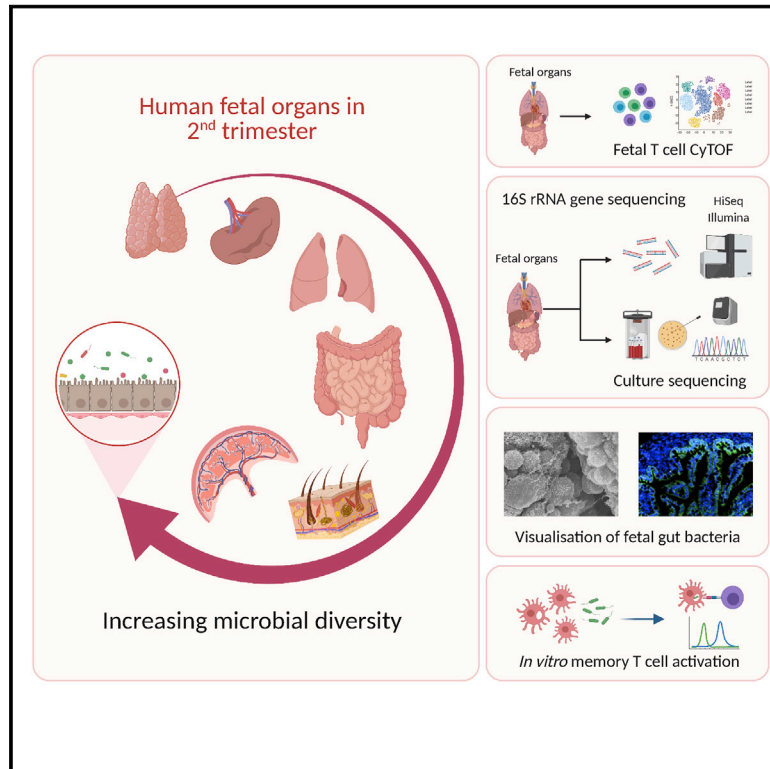 Human fetal organs in
2nd trimester
Increasing microbial diversity
Fetal organs
Fetal T cell CyTOF
16S rRNA gene sequencing
HiSeq
Illumina
Fetal organs
TCAACGCTCT
Culture sequencing
Visualisation of fetal gut bacteria
In vitro memory T cell activation